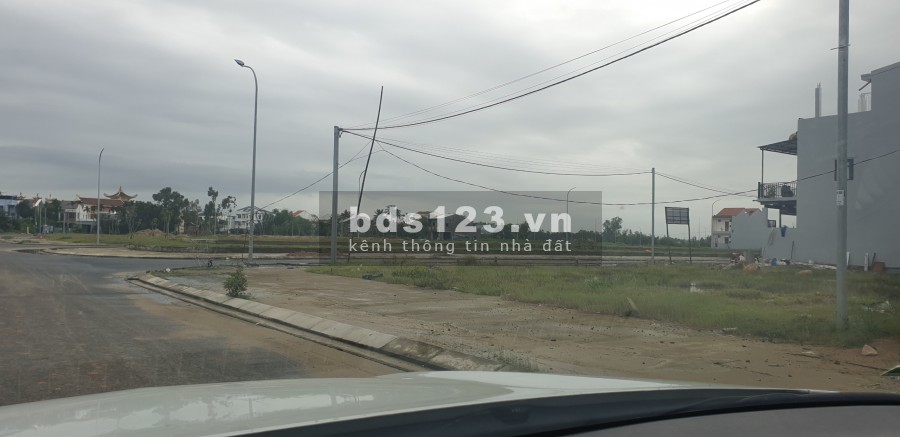 bds123.vn
kênh thông tin nhà đất